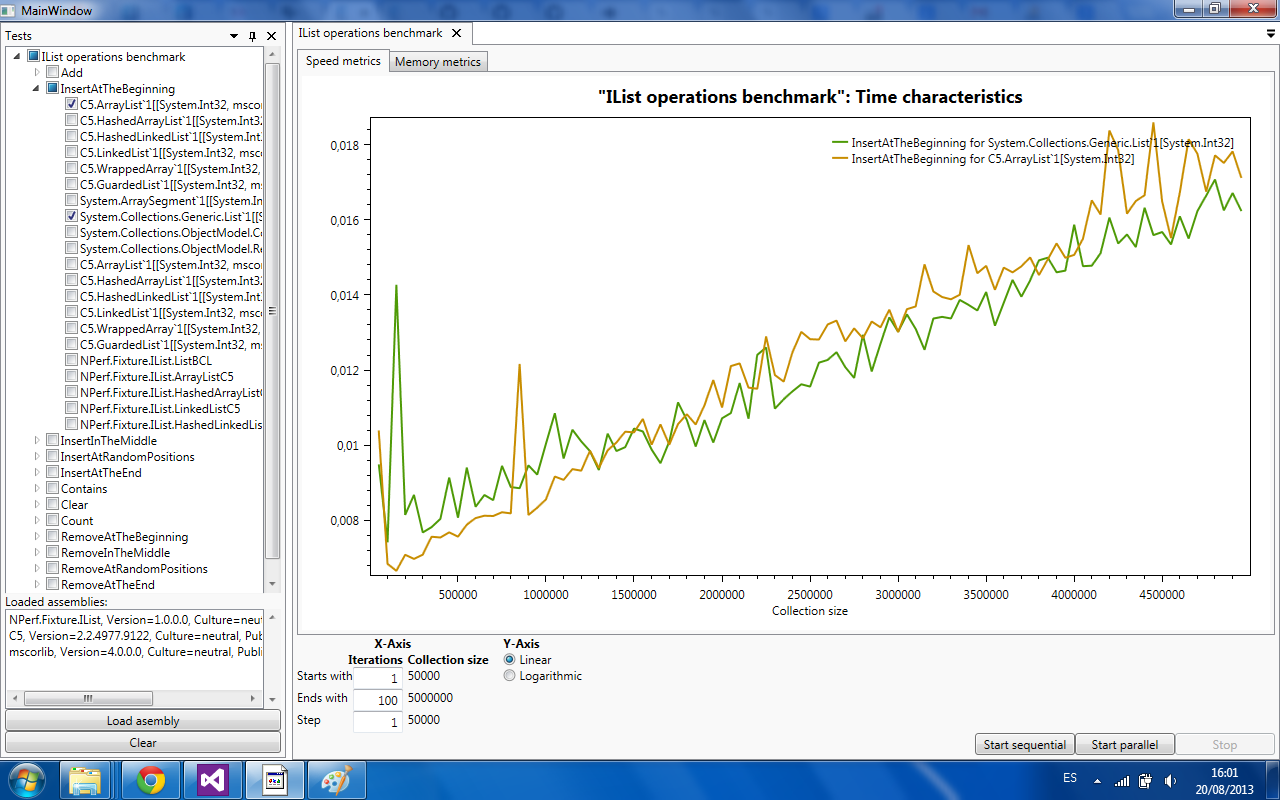 MainWindow
Tests
IList operations benchmark
Add
InsertAtTheBeginning
C5.ArrayList`1[[System.Int32, mscor
C5.HashedArrayList`1[[System.Int32
C5.HashedLinkedList`1[[System.Int3
C5.LinkedList`1[[System.Int32, msco
C5.WrappedArray`1[[System.Int32,
C5.GuardedList`1[[System.Int32, ms
System.ArraySegment`1[[System.In
System.Collections.Generic.List`1[[S
System.Collections.ObjectModel.Co
System.Collections.ObjectModel.Re
C5.ArrayList`1[[System.Int32, mscor
C5.HashedArrayList`1[[System.Int32
C5.HashedLinkedList`1[[System.Int3
C5.LinkedList`1[[System.Int32, msco
C5.WrappedArray`1[[System.Int32,
C5.GuardedList`1[[System.Int32, ms
NPerf.Fixture.IList.ListBCL
NPerf.Fixture.IList.ArrayListC5
NPerf.Fixture.IList.HashedArrayListC
NPerf.Fixture.IList.LinkedListC5
NPerf.Fixture.IList.HashedLinkedLis
InsertInTheMiddle
InsertAtRandomPositions
InsertAtTheEnd
Contains
Clear
Count
RemoveAtTheBeginning
RemoveInTheMiddle
RemoveAtRandomPositions
RemoveAtTheEnd
Loaded assemblies:
NPerf.Fixture.IList, Version=1.0.0.0, Culture=neut
C5, Version=2.2.4977.9122, Culture=neutral, Pub
mscorlib, Version=4.0.0.0, Culture=neutral, Publi
Load asembly
Clear
IList operations benchmark
Speed metrics
Memory metrics
"IList operations benchmark": Time characteristics
InsertAtTheBeginning for System.Collections.Generic.List`1[System.Int32]
InsertAtTheBeginning for C5.ArrayList`1[System.Int32]
0,018
0,016
0,014
0,012
0,01
0,008
500000 1000000 1500000 2000000 2500000 3000000 3500000 4000000 4500000
Collection size
X-Axis
Iterations Collection size
Starts with 1 50000
Ends with 100 5000000
Step 1 50000
Y-Axis
Linear
Logarithmic
Start sequential
Start parallel
Stop
ES
16:01
20/08/2013